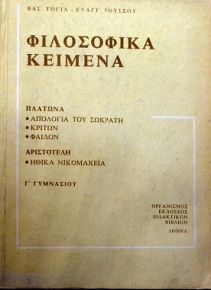 ΒΑΣ. ΤΟΓΙΑ - ΕΥΑΓΓ. ΡΟΥΣΣΟΥ
ΦΙΛΟΣΟΦΙΚΑ
ΚΕΙΜΕΝΑ
ΠΛΑΤΩΝΑ
• ΑΠΟΛΟΓΙΑ ΤΟΥ ΣΩΚΡΑΤΗ
• ΚΡΙΤΩΝ
• ΦΑΙΔΩΝ
ΑΡΙΣΤΟΤΕΛΗ
• ΗΘΙΚΑ ΝΙΚΟΜΑΧΕΙΑ
Γ' ΓΥΜΝΑΣΙΟΥ
ΟΡΓΑΝΙΣΜΟΣ
ΕΚΔΟΣΕΩΣ
ΔΙΔΑΚΤΙΚΩΝ
ΒΙΒΛΙΩΝ
ΑΘΗΝΑ